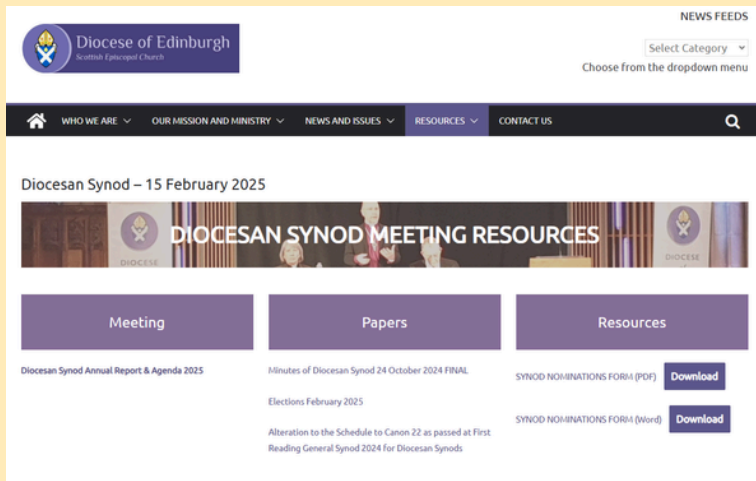 NEWS FEEDS
Diocese of Edinburgh
Scottish Episcopal Church
Select Category
Choose from the dropdown menu
WHO WE ARE
OUR MISSION AND MINISTRY
NEWS AND ISSUES
RESOURCES
CONTACT US
Diocesan Synod – 15 February 2025
DIOCESAN SYNOD MEETING RESOURCES
DIOCESE
DIOCESE
Meeting
Papers
Resources
Diocesan Synod Annual Report & Agenda 2025
Minutes of Diocesan Synod 24 October 2024 FINAL
Elections February 2025
Alteration to the Schedule to Canon 22 as passed at First
Reading General Synod 2024 for Diocesan Synods
SYNOD NOMINATIONS FORM (PDF)
Download
SYNOD NOMINATIONS FORM (Word)
Download